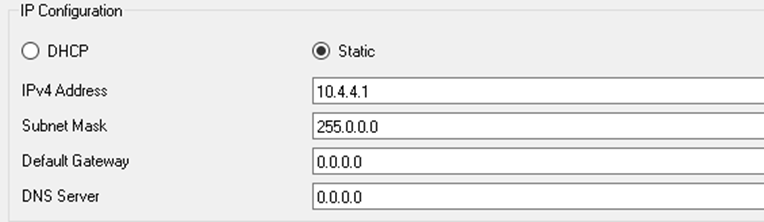 IP Configuration
DHCP Static
IPv4 Address 10.4.4.1
Subnet Mask 255.0.0.0
Default Gateway 0.0.0.0
DNS Server 0.0.0.0